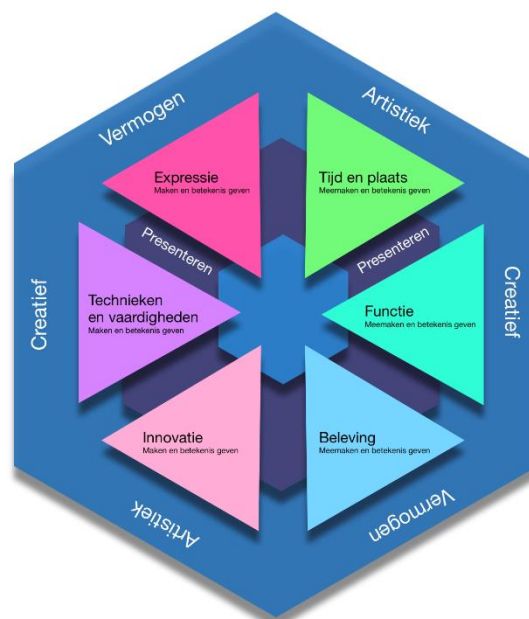 Vermogen
Artistiek
Expressie
Maken en betekenis geven
Tijd en plaats
Meemaken en betekenis geven
Presenteren
Presenteren
Creatief
Technieken
en vaardigheden
Maken en betekenis geven
Functie
Meemaken en betekenis geven
Creatief
Innovatie
Maken en betekenis geven
Beleving
Meemaken en betekenis geven
Artistiek
Vermogen